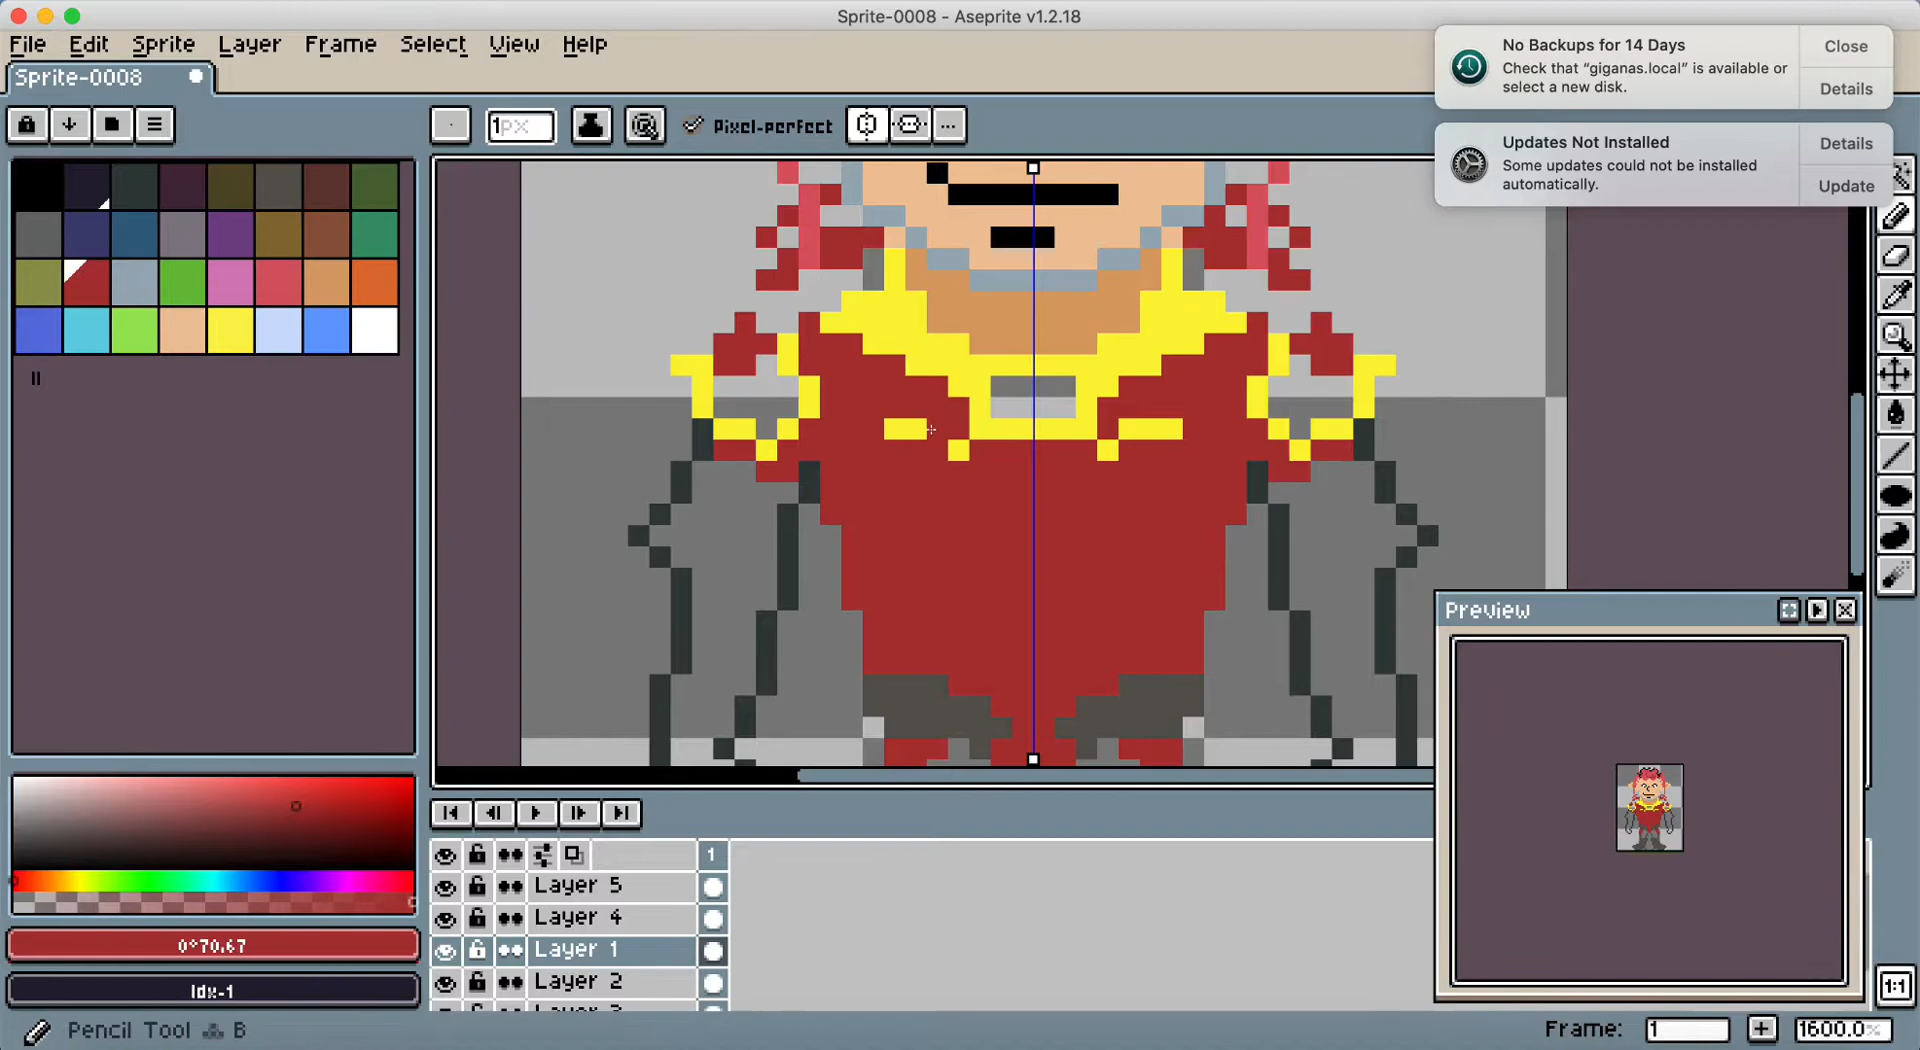 Sprite-0008 - Aseprite v1.2.18
File Edit Sprite Layer Frame Select View Help
Sprite-0008
1px
Pixel-perfect
No Backups for 14 Days
Check that “giganas.local” is available or
select a new disk.
Close
Details
Updates Not Installed
Some updates could not be installed
automatically.
Details
Update
Preview
1
Layer 5
Layer 4
Layer 1
Layer 2
0°70,67
Idx-1
1:1
Pencil Tool B
Frame: 1
1600.0%